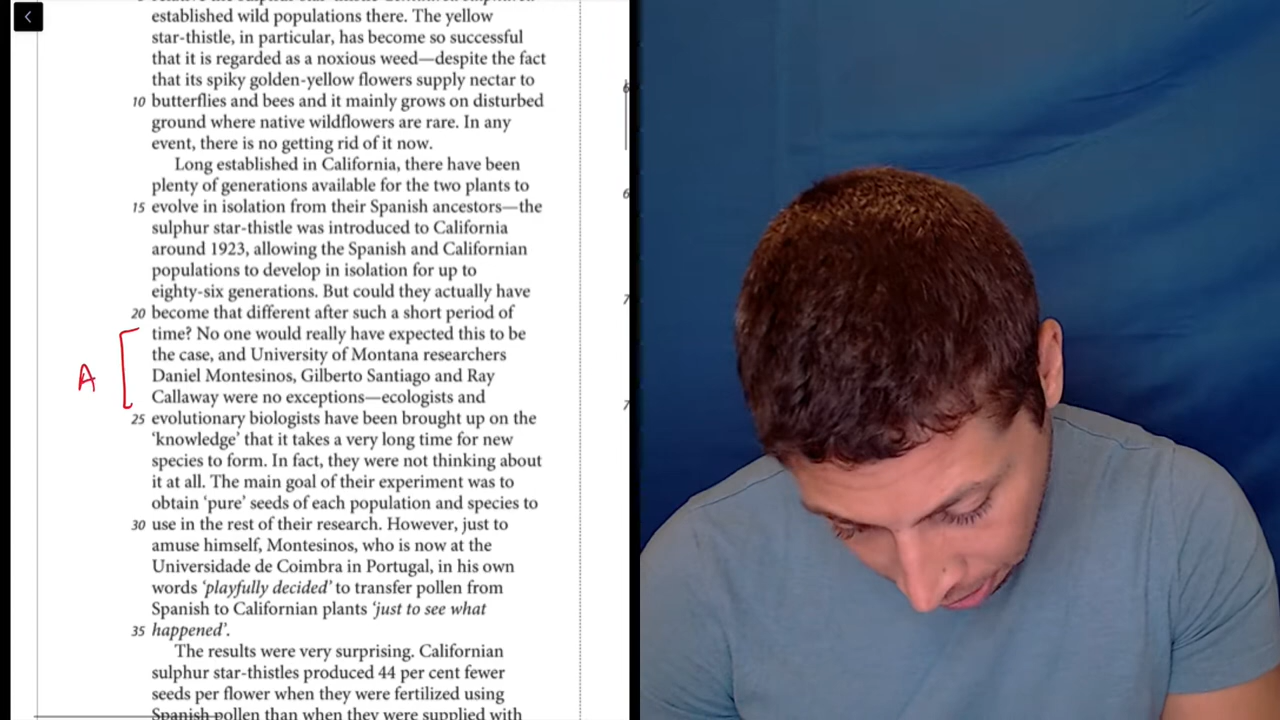 established wild populations there. The yellow
star-thistle, in particular, has become so successful
that it is regarded as a noxious weed—despite the fact
that its spiky golden-yellow flowers supply nectar to
10 butterflies and bees and it mainly grows on disturbed
ground where native wildflowers are rare. In any
event, there is no getting rid of it now.
Long established in California, there have been
plenty of generations available for the two plants to
15 evolve in isolation from their Spanish ancestors—the
sulphur star-thistle was introduced to California
around 1923, allowing the Spanish and Californian
populations to develop in isolation for up to
eighty-six generations. But could they actually have
20 become that different after such a short period of
time? No one would really have expected this to be
the case, and University of Montana researchers
A
Daniel Montesinos, Gilberto Santiago and Ray
Callaway were no exceptions—ecologists and
25 evolutionary biologists have been brought up on the
‘knowledge’ that it takes a very long time for new
species to form. In fact, they were not thinking about
it at all. The main goal of their experiment was to
obtain ‘pure’ seeds of each population and species to
30 use in the rest of their research. However, just to
amuse himself, Montesinos, who is now at the
Universidade de Coimbra in Portugal, in his own
words ‘playfully decided’ to transfer pollen from
Spanish to Californian plants ‘just to see what
35 happened’.
The results were very surprising. Californian
sulphur star-thistles produced 44 per cent fewer
seeds per flower when they were fertilized using
Spanish pollen than when they were supplied with